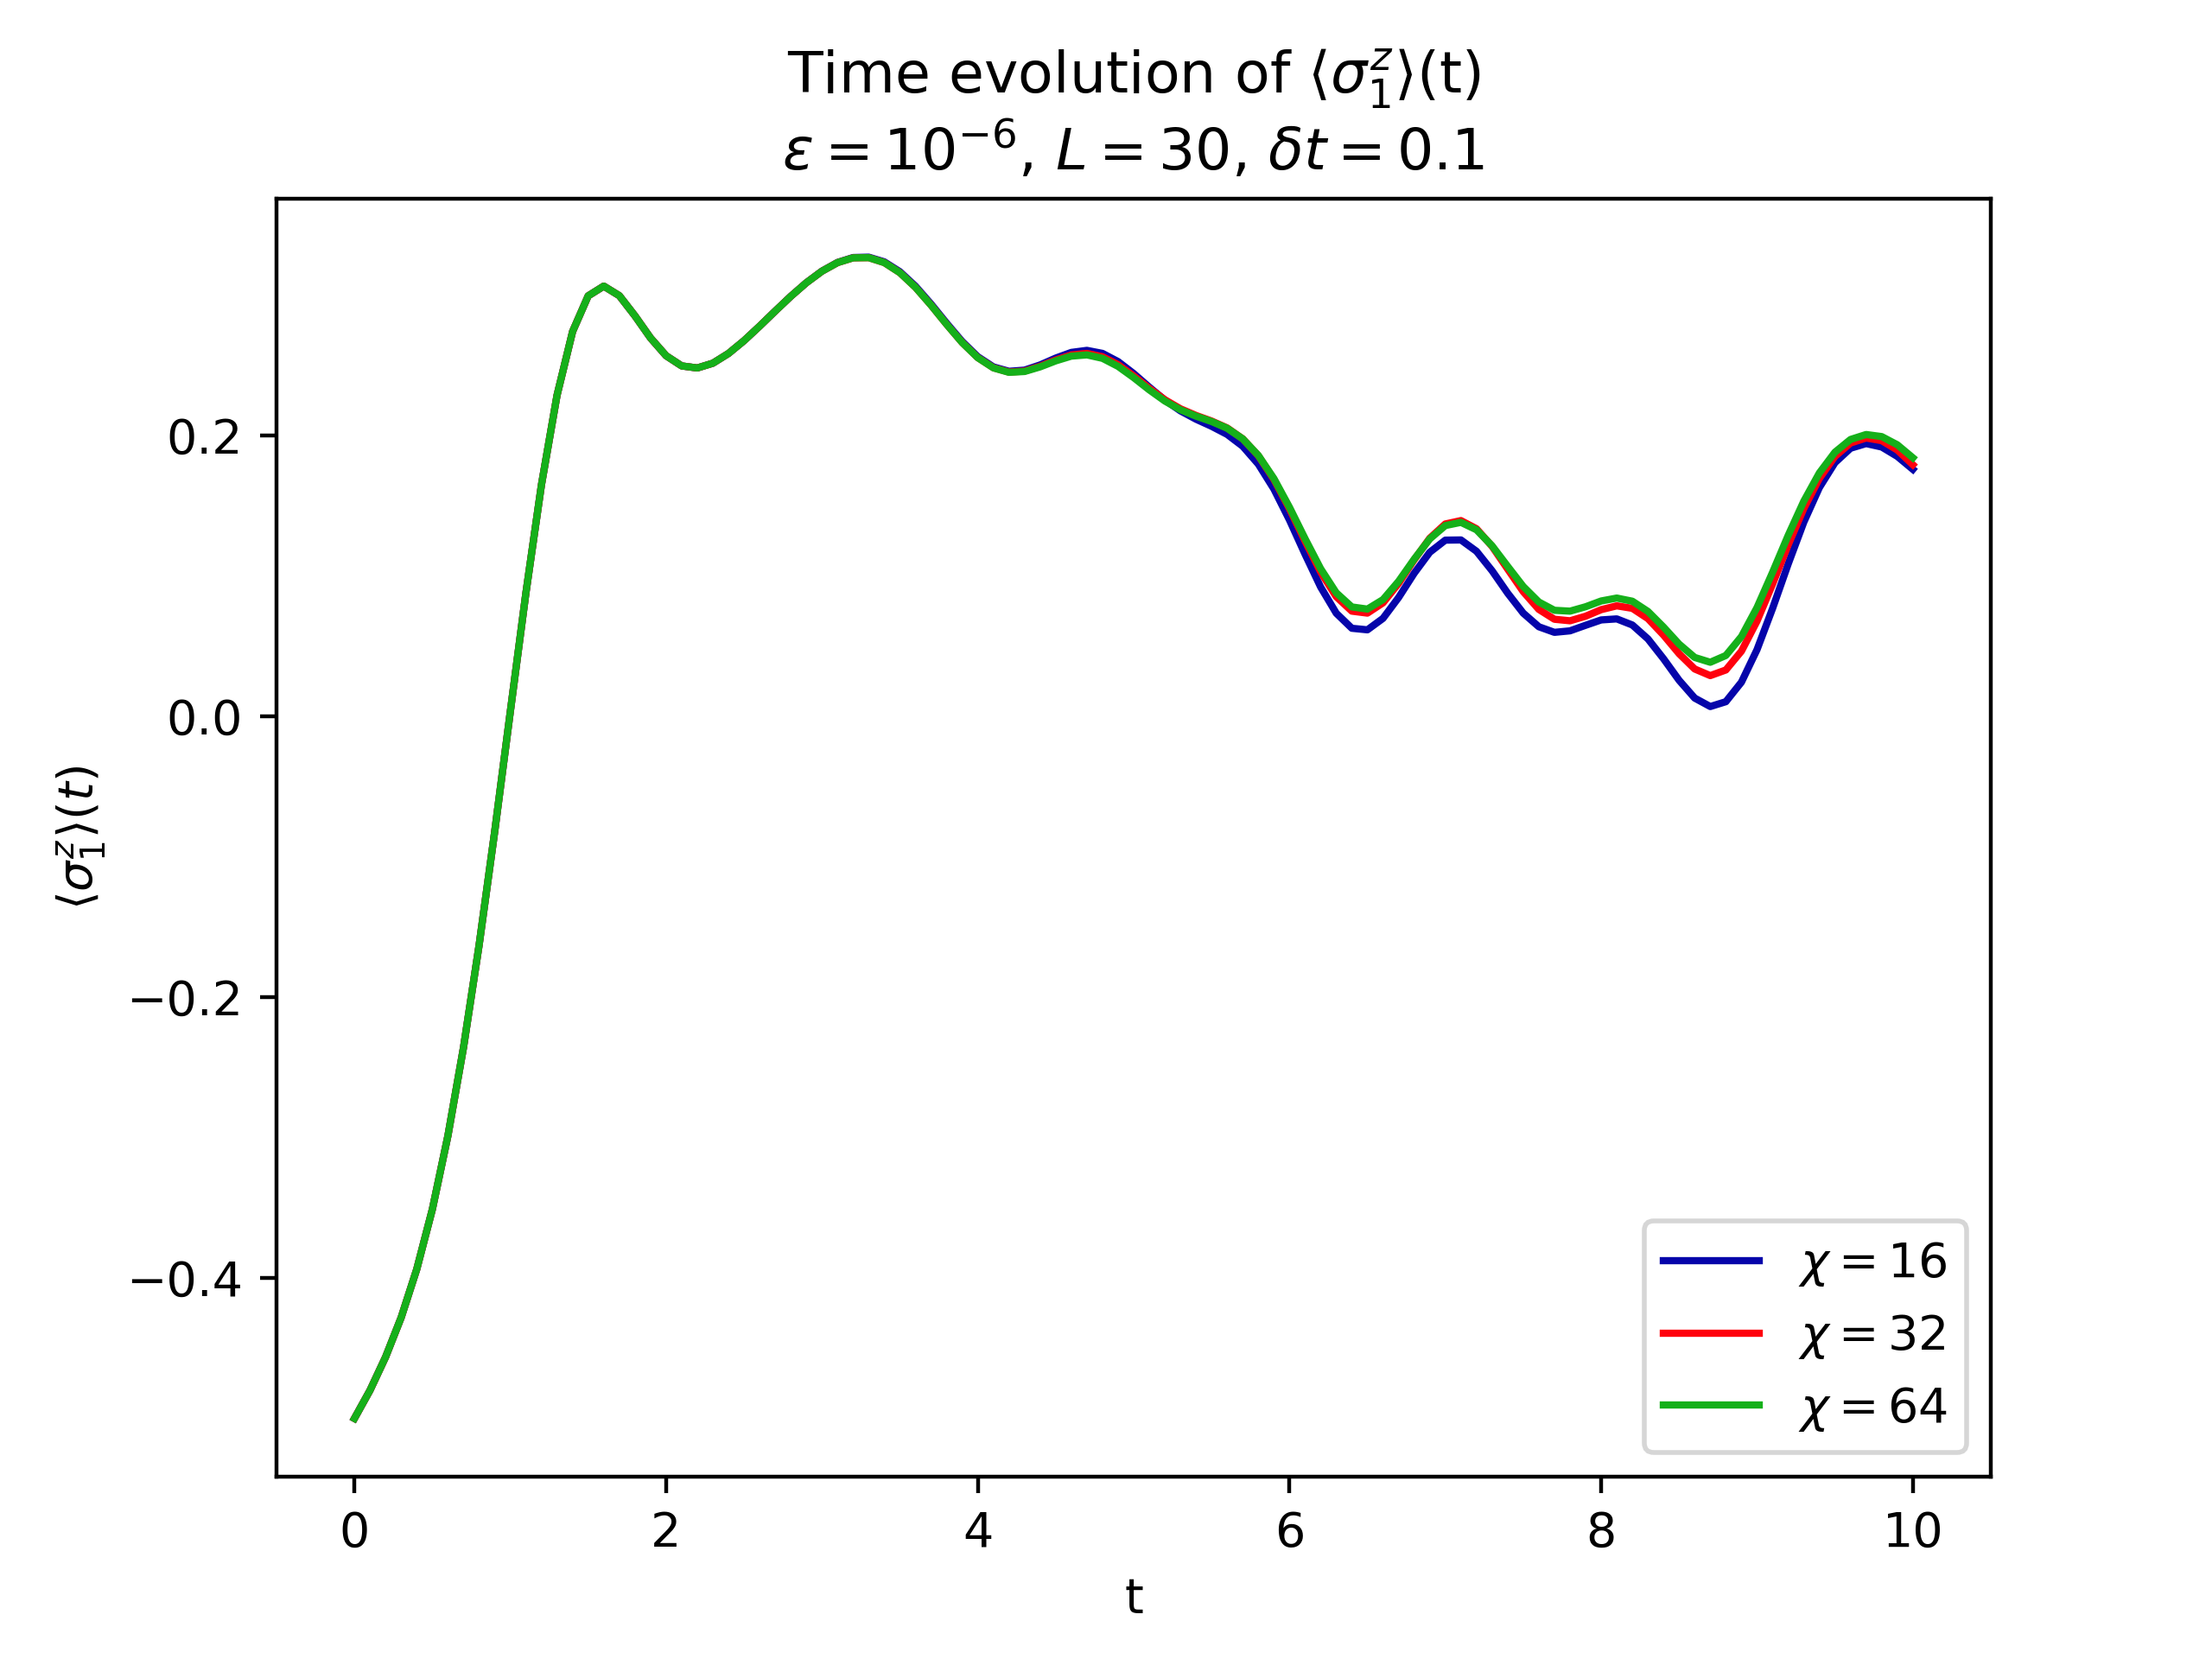 Time evolution of ⟨σ₁ᶻ⟩(t)
ε = 10⁻⁶, L = 30, δt = 0.1
⟨σ₁ᶻ⟩(t)
0.2
0.0
−0.2
−0.4
χ = 16
χ = 32
χ = 64
0 2 4 6 8 10
t